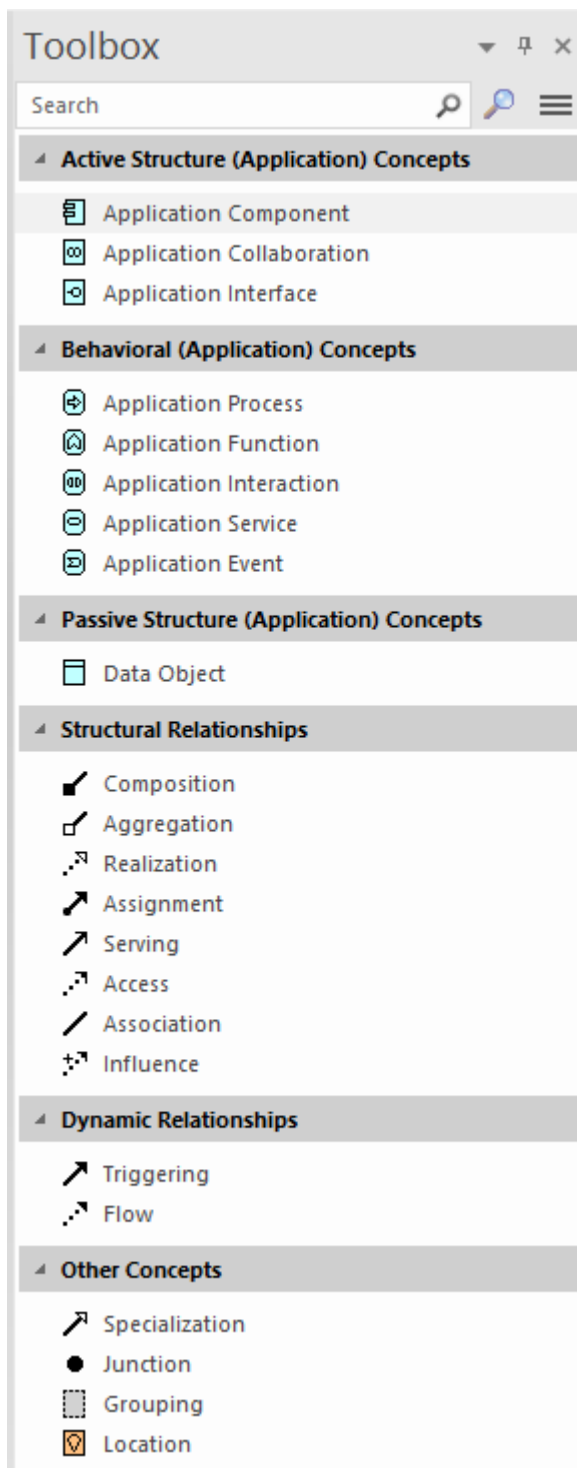 Toolbox
Search
Active Structure (Application) Concepts
Application Component
Application Collaboration
Application Interface
Behavioral (Application) Concepts
Application Process
Application Function
Application Interaction
Application Service
Application Event
Passive Structure (Application) Concepts
Data Object
Structural Relationships
Composition
Aggregation
Realization
Assignment
Serving
Access
Association
Influence
Dynamic Relationships
Triggering
Flow
Other Concepts
Specialization
Junction
Grouping
Location